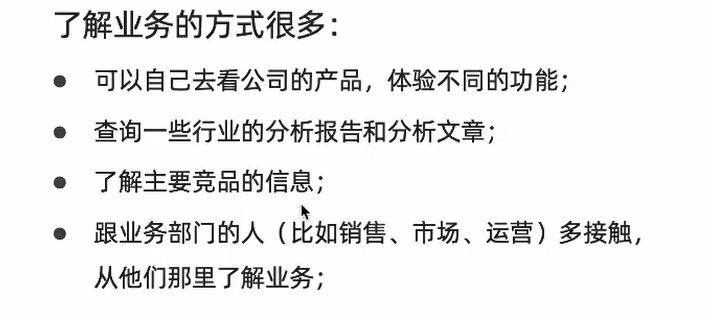 了解业务的方式很多：
● 可以自己去看公司的产品，体验不同的功能；
● 查询一些行业的分析报告和分析文章；
● 了解主要竞品的信息；
● 跟业务部门的人（比如销售、市场、运营）多接触，
从他们那里了解业务；